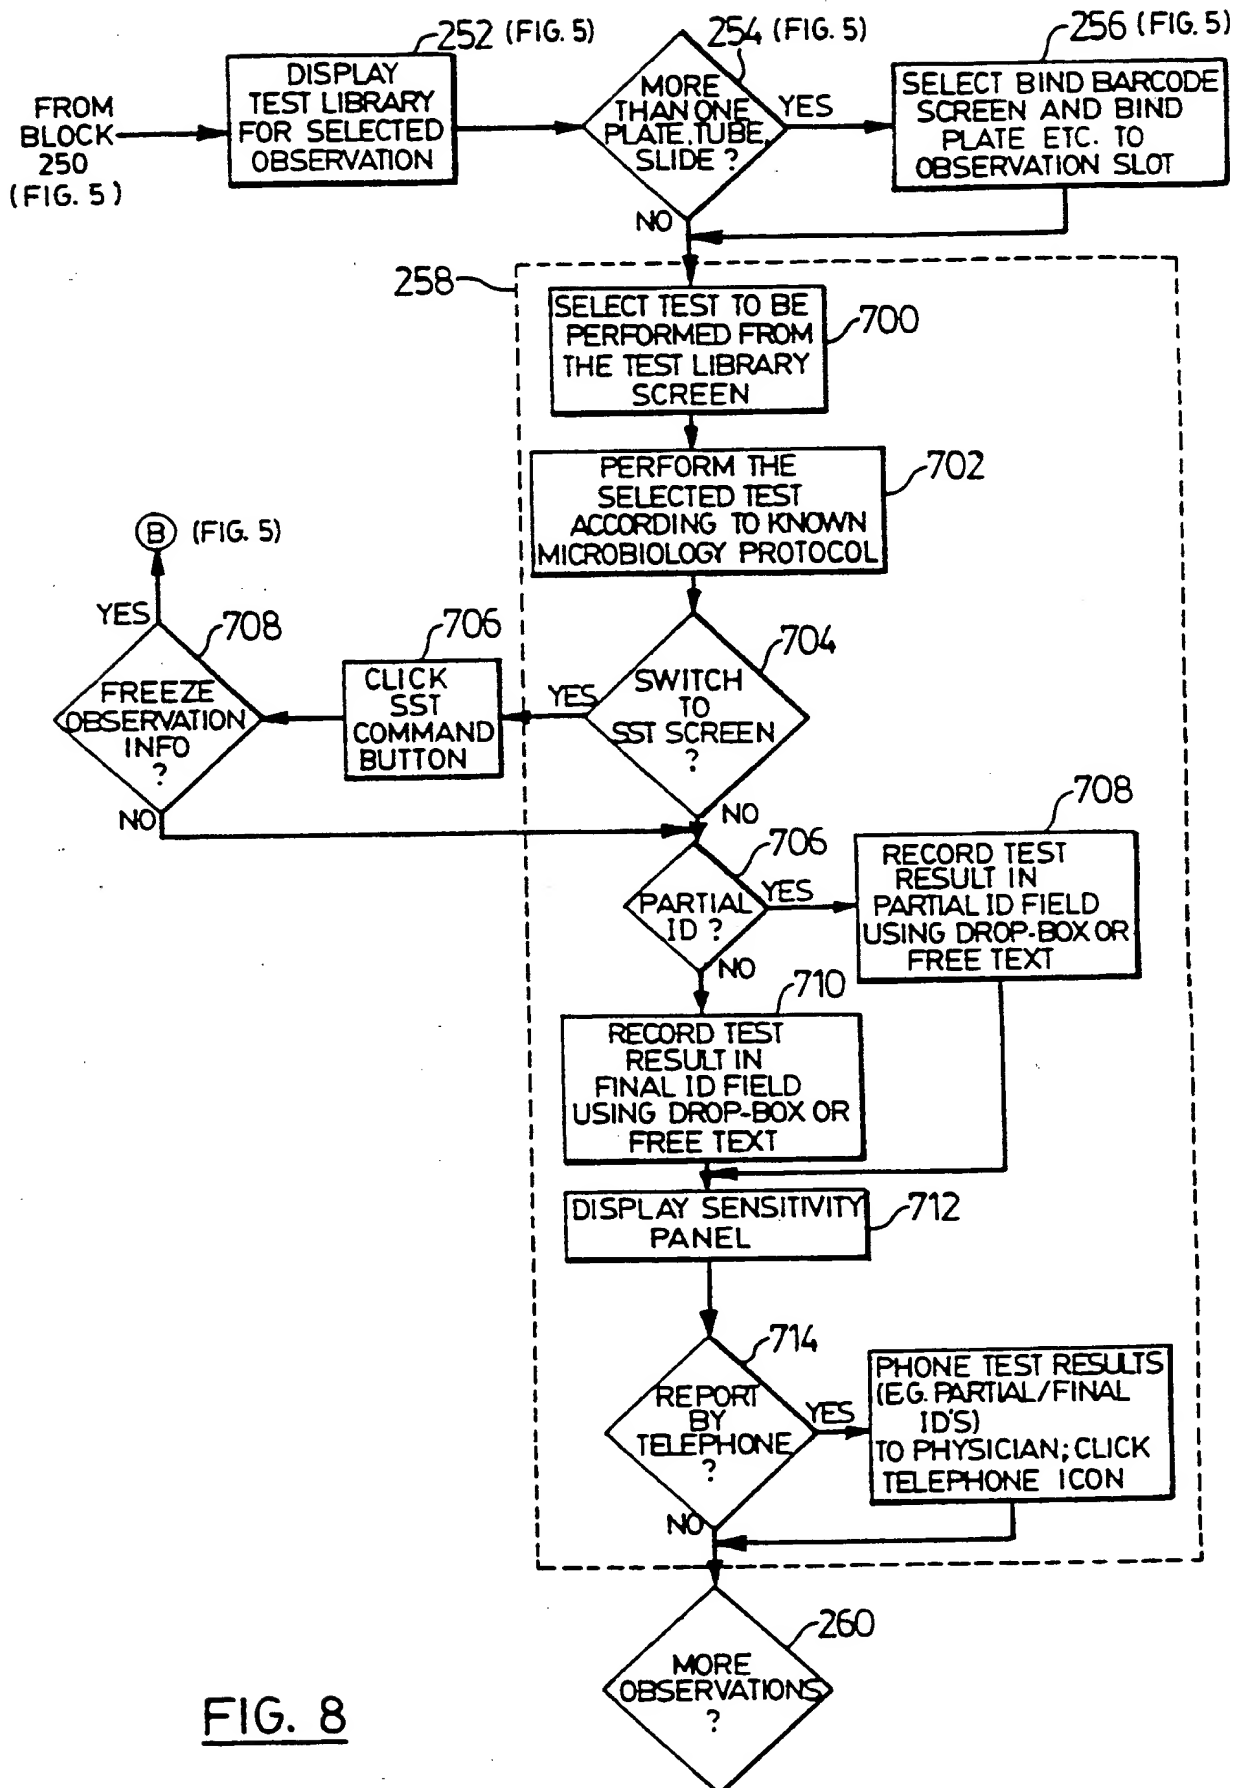 252 (FIG. 5)
254 (FIG. 5)
256 (FIG. 5)
FROM
BLOCK
250
(FIG. 5)
DISPLAY
TEST LIBRARY
FOR SELECTED
OBSERVATION
MORE
THAN ONE
PLATE, TUBE,
SLIDE ?
YES
SELECT BIND BARCODE
SCREEN AND BIND
PLATE ETC. TO
OBSERVATION SLOT
NO
258
SELECT TEST TO BE
PERFORMED FROM
THE TEST LIBRARY
SCREEN
700
PERFORM THE
SELECTED TEST
ACCORDING TO KNOWN
MICROBIOLOGY PROTOCOL
702
B (FIG. 5)
YES
708
FREEZE
OBSERVATION
INFO
?
NO
706
CLICK
SST
COMMAND
BUTTON
YES
704
SWITCH
TO
SST SCREEN
?
NO
706
PARTIAL
ID ?
YES
708
RECORD TEST
RESULT IN
PARTIAL ID FIELD
USING DROP-BOX OR
FREE TEXT
NO
710
RECORD TEST
RESULT IN
FINAL ID FIELD
USING DROP-BOX OR
FREE TEXT
DISPLAY SENSITIVITY
PANEL
712
714
REPORT
BY
TELEPHONE
?
YES
PHONE TEST RESULTS
(E.G. PARTIAL/FINAL
ID'S)
TO PHYSICIAN; CLICK
TELEPHONE ICON
NO
260
MORE
OBSERVATIONS
?
FIG. 8